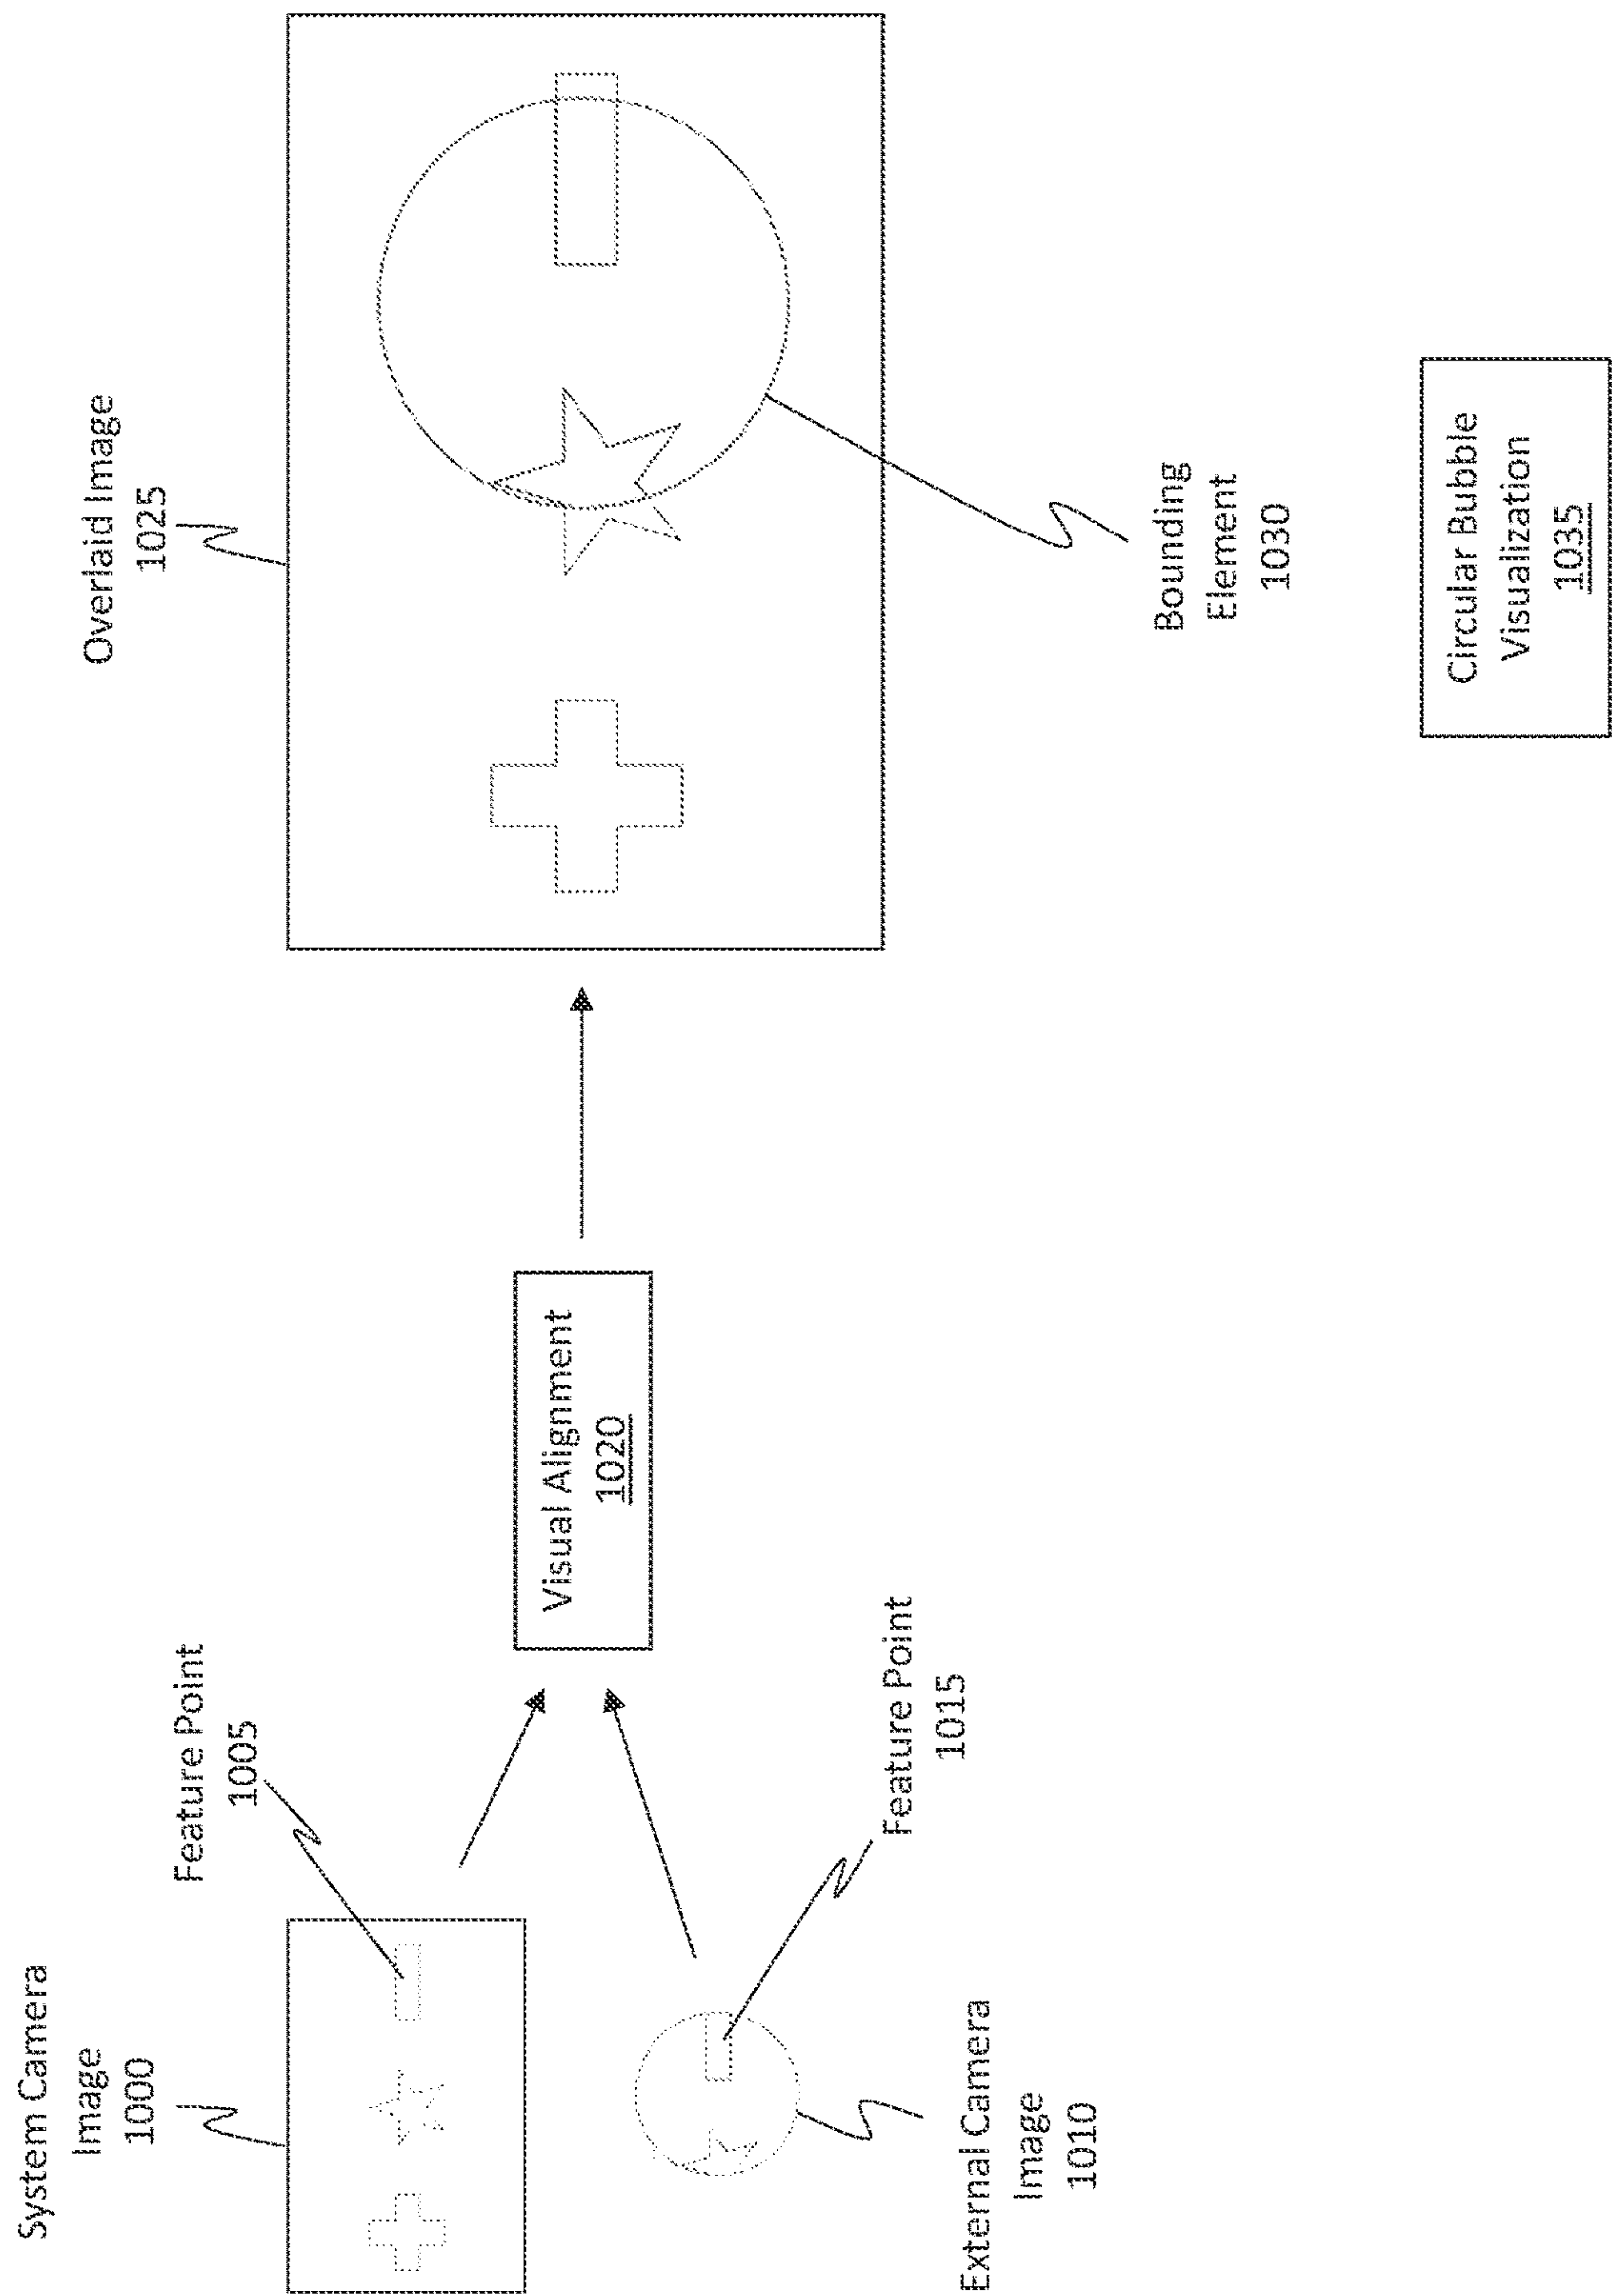 System Camera
Image
1000
Feature Point
1005
External Camera
Image
1010
Feature Point
1015
Visual Alignment
1020
Overlaid Image
1025
Bounding
Element
1030
Circular Bubble
Visualization
1035